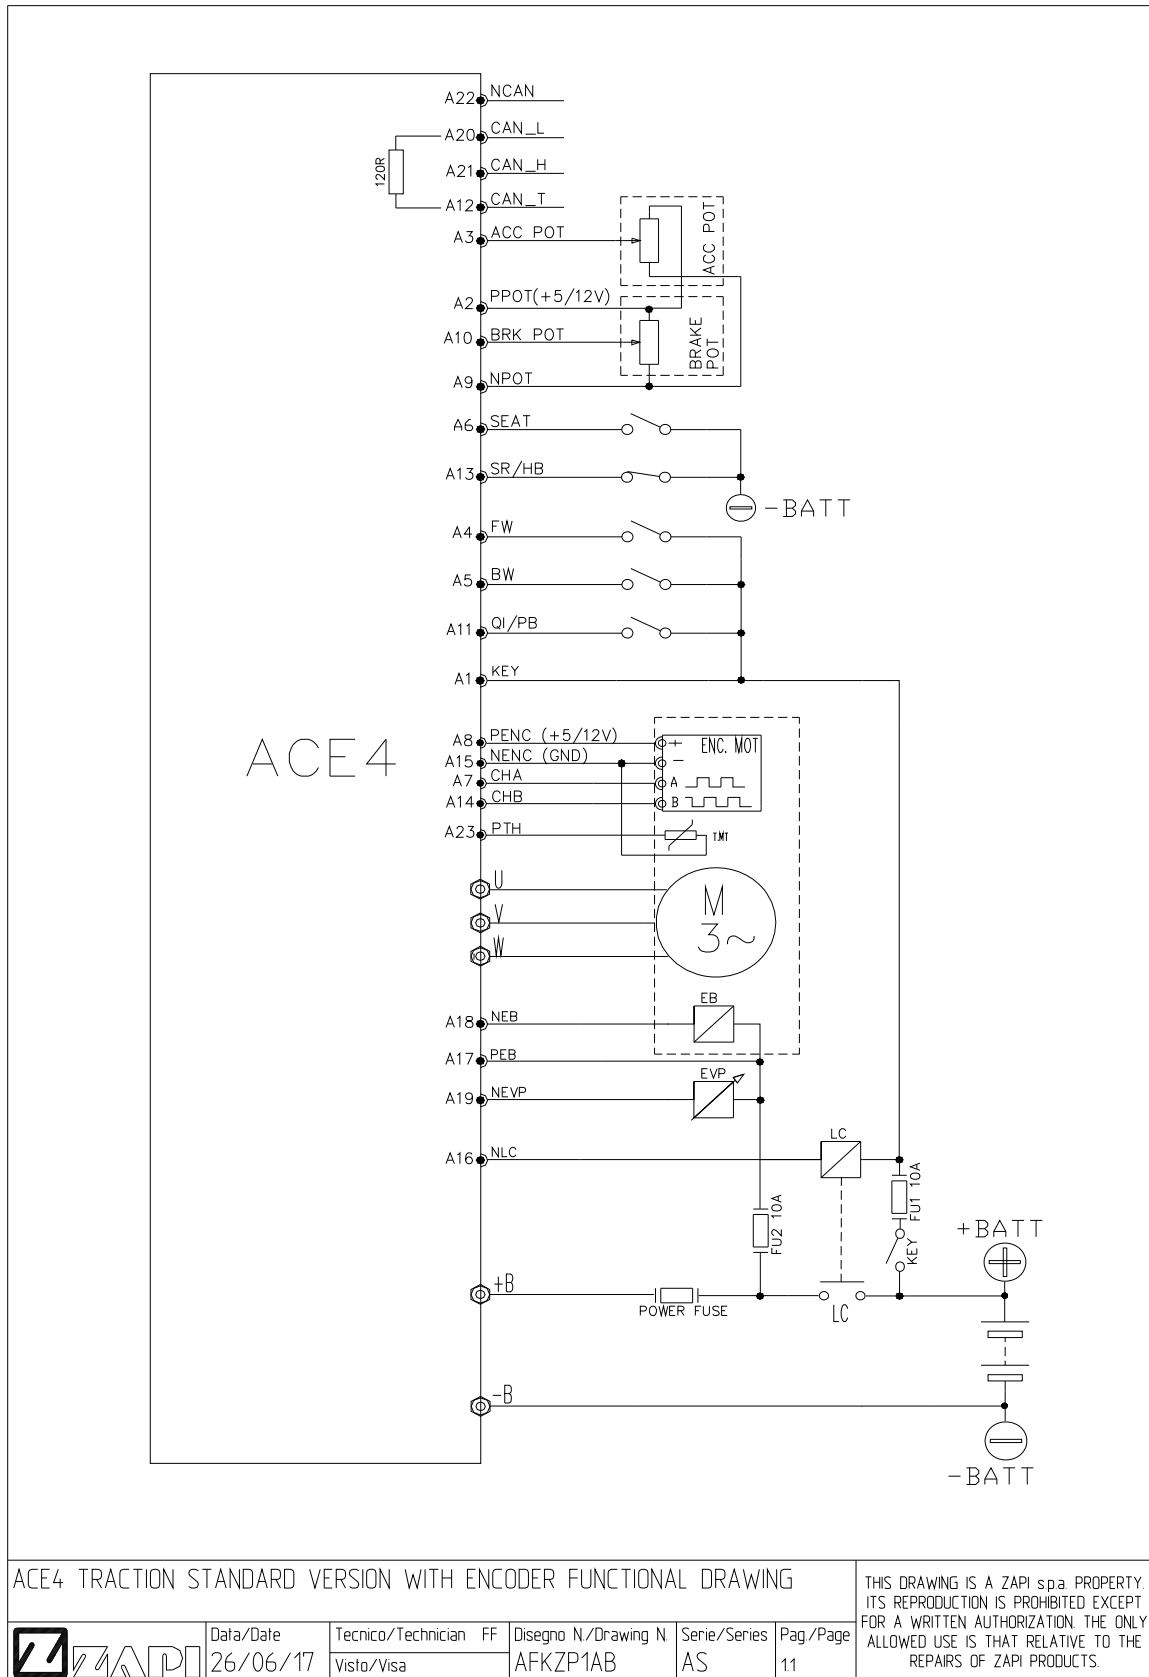 A22 NCAN
A20 CAN_L
120R
A21 CAN_H
A12 CAN_T
A3 ACC POT
ACC POT
A2 PPOT(+5/12V)
A10 BRK POT
BRAKE
POT
A9 NPOT
A6 SEAT
A13 SR/HB
-BATT
A4 FW
A5 BW
A11 QI/PB
A1 KEY
ACE4
A8 PENC (+5/12V)
+ ENC. MOT
A15 NENC (GND)
-
A7 CHA
A
A14 CHB
B
A23 PTH
T.MT
U
V
W
M
3~
EB
A18 NEB
A17 PEB
EVP
A19 NEVP
LC
A16 NLC
FU1 10A
FU2 10A
KEY
+BATT
+B
POWER FUSE
LC
-B
-BATT
ACE4 TRACTION STANDARD VERSION WITH ENCODER FUNCTIONAL DRAWING
THIS DRAWING IS A ZAPI s.p.a. PROPERTY.
ITS REPRODUCTION IS PROHIBITED EXCEPT
FOR A WRITTEN AUTHORIZATION. THE ONLY
ALLOWED USE IS THAT RELATIVE TO THE
REPAIRS OF ZAPI PRODUCTS.
ZAPI
Data/Date
26/06/17
Tecnico/Technician FF
Visto/Visa
Disegno N./Drawing N.
AFKZP1AB
Serie/Series
AS
Pag./Page
1.1